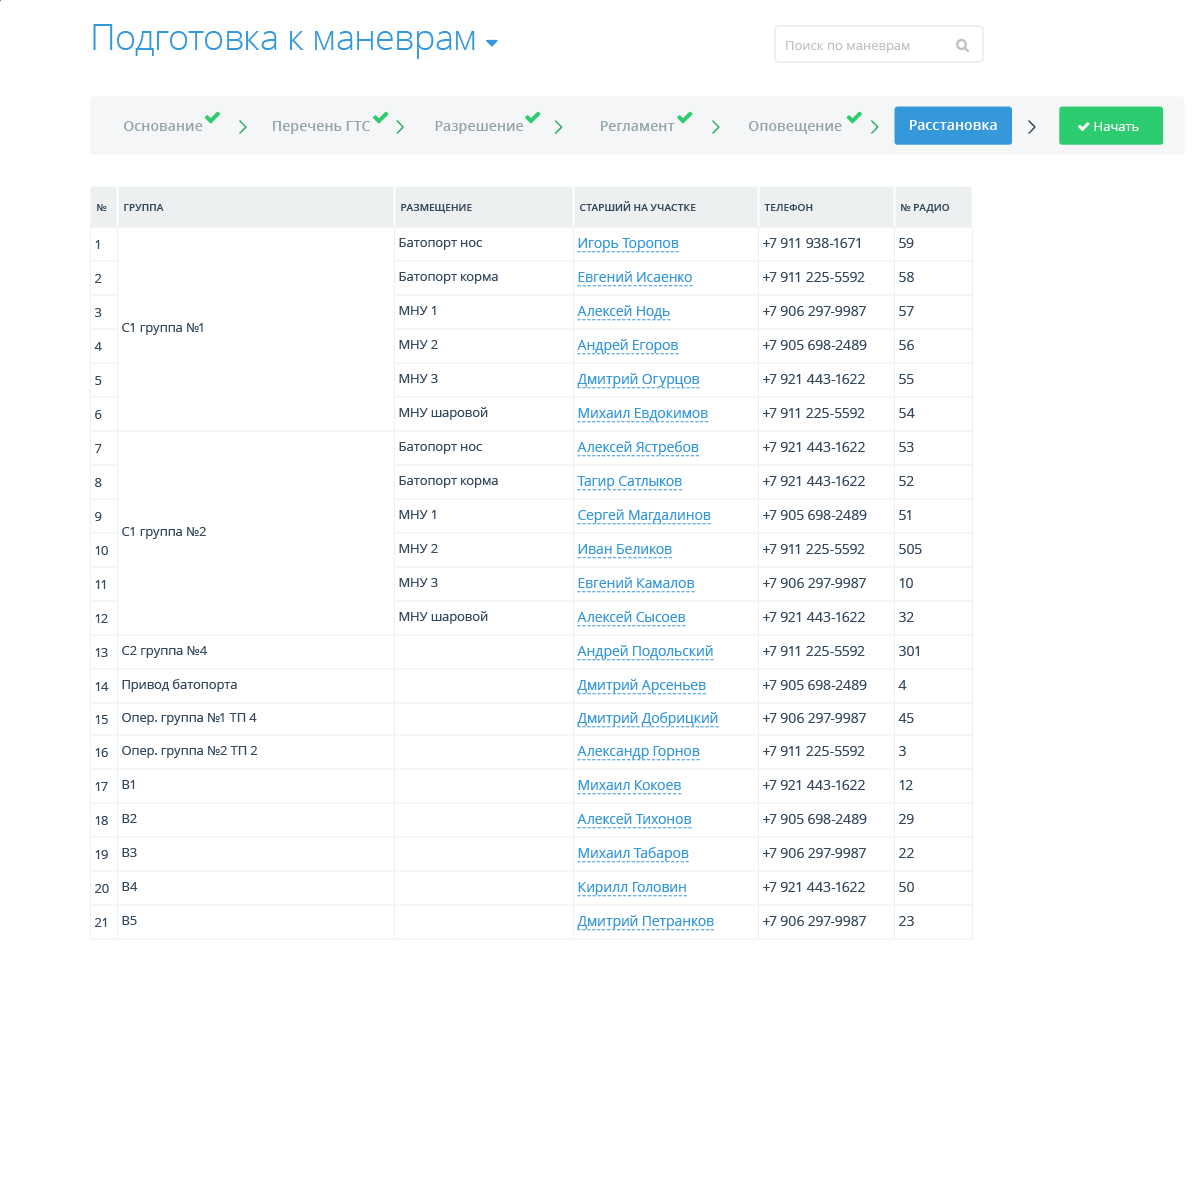 Подготовка к маневрам
Поиск по маневрам
Основание Перечень ГТС Разрешение Регламент Оповещение Расстановка Начать
№ ГРУППА РАЗМЕЩЕНИЕ СТАРШИЙ НА УЧАСТКЕ ТЕЛЕФОН № РАДИО
1 Батопорт нос Игорь Торопов +7 911 938-1671 59
2 Батопорт корма Евгений Исаенко +7 911 225-5592 58
3 МНУ 1 Алексей Нодь +7 906 297-9987 57
С1 группа №1
4 МНУ 2 Андрей Егоров +7 905 698-2489 56
5 МНУ 3 Дмитрий Огурцов +7 921 443-1622 55
6 МНУ шаровой Михаил Евдокимов +7 911 225-5592 54
7 Батопорт нос Алексей Ястребов +7 921 443-1622 53
8 Батопорт корма Тагир Сатлыков +7 921 443-1622 52
9 МНУ 1 Сергей Магдалинов +7 905 698-2489 51
С1 группа №2
10 МНУ 2 Иван Беликов +7 911 225-5592 505
11 МНУ 3 Евгений Камалов +7 906 297-9987 10
12 МНУ шаровой Алексей Сысоев +7 921 443-1622 32
13 С2 группа №4 Андрей Подольский +7 911 225-5592 301
14 Привод батопорта Дмитрий Арсеньев +7 905 698-2489 4
15 Опер. группа №1 ТП 4 Дмитрий Добрицкий +7 906 297-9987 45
16 Опер. группа №2 ТП 2 Александр Горнов +7 911 225-5592 3
17 В1 Михаил Кокоев +7 921 443-1622 12
18 В2 Алексей Тихонов +7 905 698-2489 29
19 В3 Михаил Табаров +7 906 297-9987 22
20 В4 Кирилл Головин +7 921 443-1622 50
21 В5 Дмитрий Петранков +7 906 297-9987 23